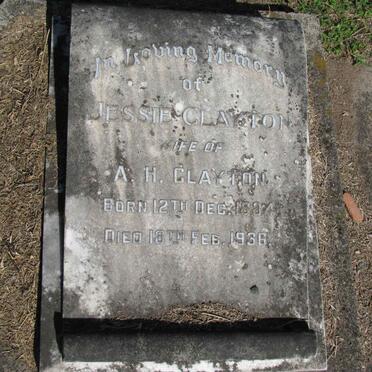 In Loving Memory
of
JESSIE CLAYTON
WIFE OF
A. H. CLAYTON
BORN 12TH DEC.
DIED 18TH FEB. 1936.